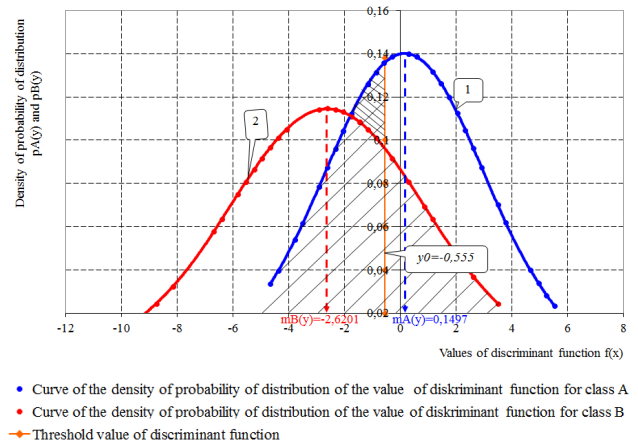 Density of probability of distribution
pA(y) and pB(y)
0,16
0,14
0,12
0,1
0,08
0,06
0,04
0,02
1
2
y0=-0,555
mB(y)=-2,6201
mA(y)=0,1497
-12 -10 -8 -6 -4 -2 0 2 4 6 8
Values of discriminant function f(x)
Curve of the density of probability of distribution of the value of diskriminant function for class A
Curve of the density of probability of distribution of the value of diskriminant function for class B
Threshold value of discriminant function